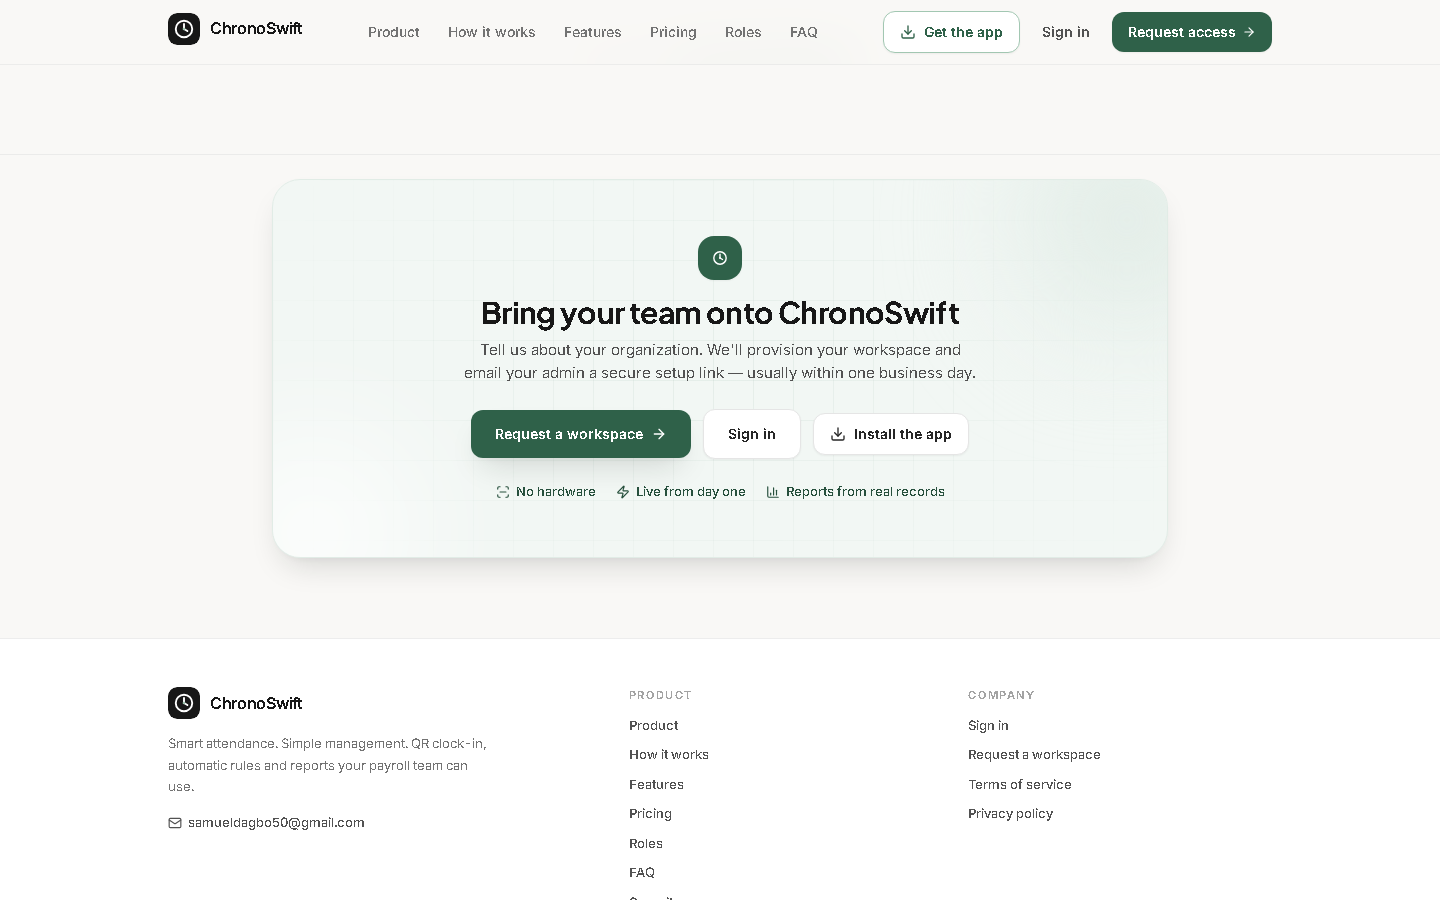 ChronoSwift
Product
How it works
Features
Pricing
Roles
FAQ
Get the app
Sign in
Request access
Bring your team onto ChronoSwift
Tell us about your organization. We'll provision your workspace and
email your admin a secure setup link — usually within one business day.
Request a workspace
Sign in
Install the app
No hardware
Live from day one
Reports from real records
ChronoSwift
Smart attendance. Simple management. QR clock-in,
automatic rules and reports your payroll team can
use.
samueldagbo50@gmail.com
PRODUCT
Product
How it works
Features
Pricing
Roles
FAQ
COMPANY
Sign in
Request a workspace
Terms of service
Privacy policy